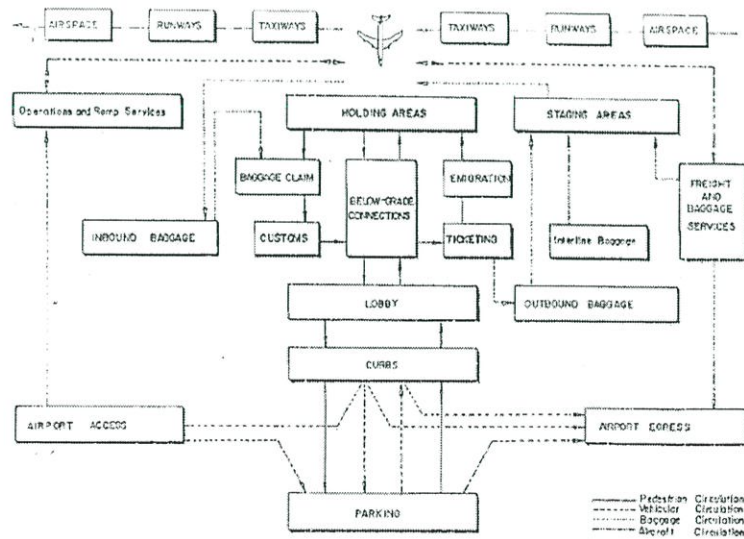 AIRSPACE
RUNWAYS
TAXIWAYS
TAXIWAYS
RUNWAYS
AIRSPACE
Operations and Ramp Services
HOLDING AREAS
STAGING AREAS
BAGGAGE CLAIM
BELOW-GRADE
CONNECTIONS
EMIGRATION
FREIGHT
AND
BAGGAGE
SERVICES
INBOUND BAGGAGE
CUSTOMS
TICKETING
Interline Baggage
LOBBY
OUTBOUND BAGGAGE
CURBS
AIRPORT ACCESS
AIRPORT EGRESS
PARKING
Pedestrian Circulation
Vehicular Circulation
Baggage Circulation
Aircraft Circulation